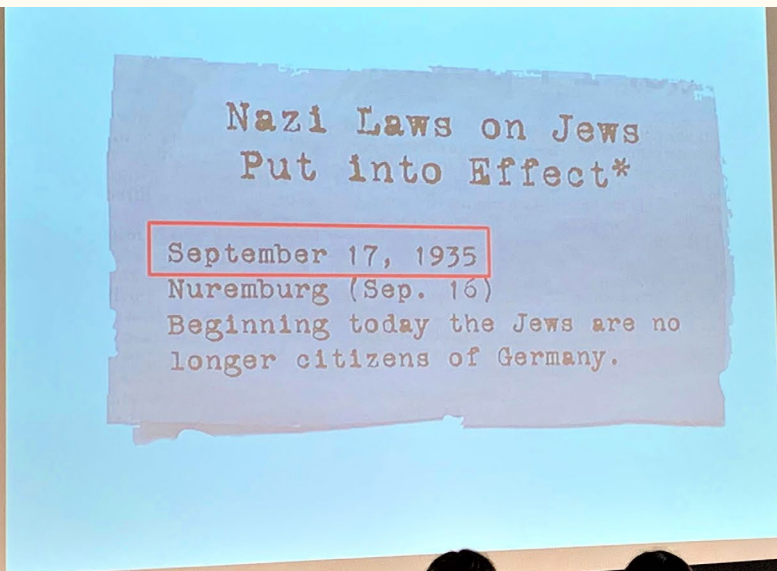 Nazi Laws on Jews
Put into Effect*
September 17, 1935
Nuremburg (Sep. 16)
Beginning today the Jews are no
longer citizens of Germany.